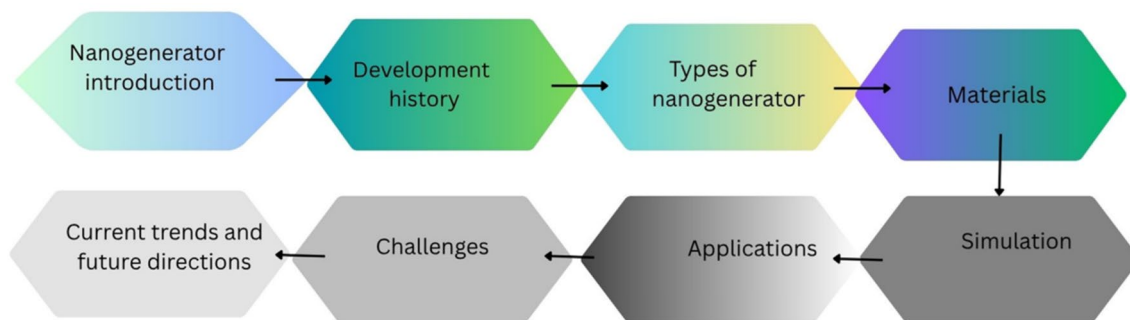 Nanogenerator
introduction
Development
history
Types of
nanogenerator
Materials
Simulation
Applications
Challenges
Current trends and
future directions